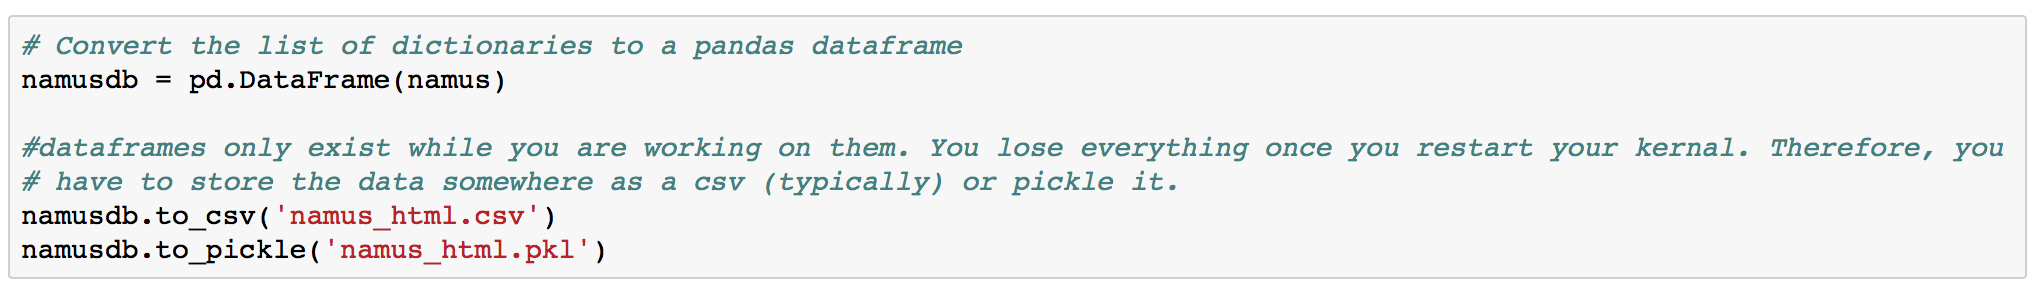 # Convert the list of dictionaries to a pandas dataframe
namusdb = pd.DataFrame(namus)
#dataframes only exist while you are working on them. You lose everything once you restart your kernal. Therefore, you
# have to store the data somewhere as a csv (typically) or pickle it.
namusdb.to_csv('namus_html.csv')
namusdb.to_pickle('namus_html.pkl')